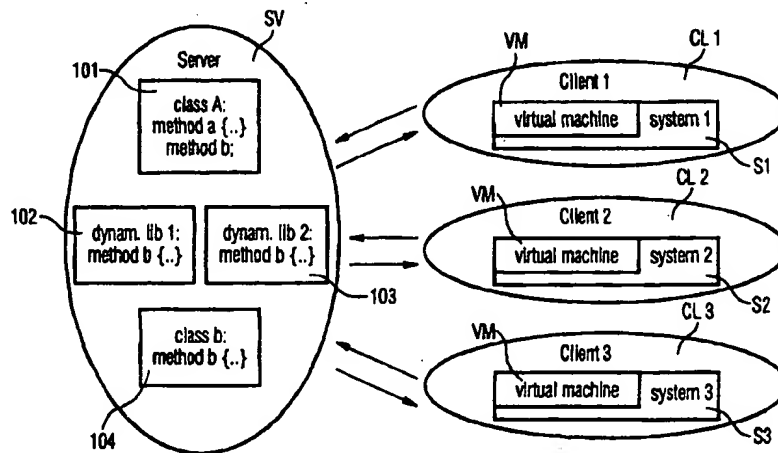 SV
Server
101
class A:
method a {..}
method b;
102
dynam. lib 1:
method b {..}
dynam. lib 2:
method b {..}
103
class b:
method b {..}
104
VM
CL 1
Client 1
virtual machine
system 1
S1
VM
CL 2
Client 2
virtual machine
system 2
S2
VM
CL 3
Client 3
virtual machine
system 3
S3